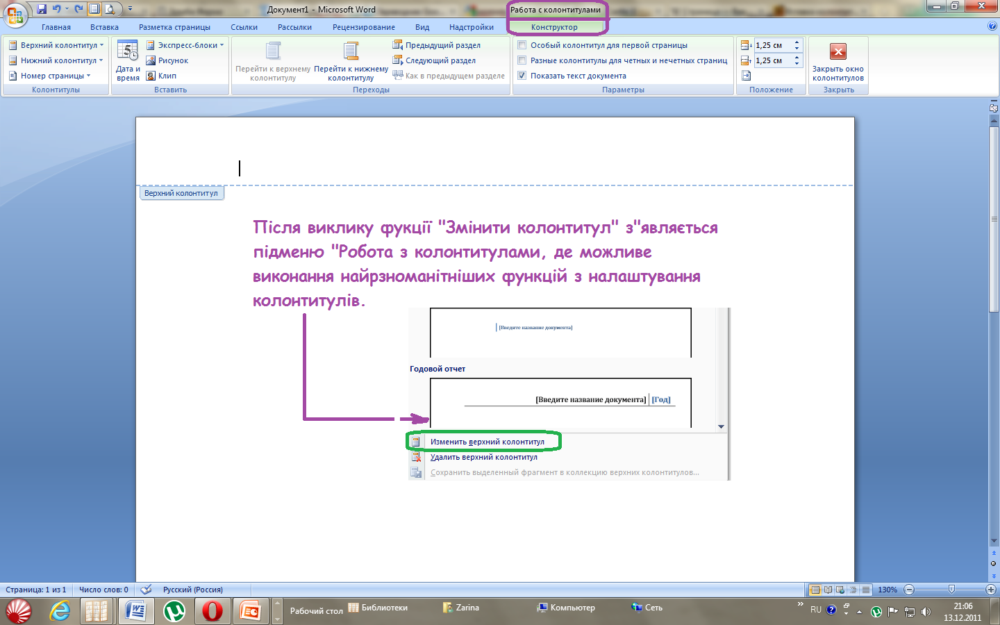 Документ1 - Microsoft Word
Работа с колонтитулами
Главная Вставка Разметка страницы Ссылки Рассылки Рецензирование Вид Надстройки Конструктор
Верхний колонтитул
Нижний колонтитул
Номер страницы
Колонтитулы
5
Дата и
время
Экспресс-блоки
Рисунок
Клип
Вставить
Перейти к верхнему
колонтитулу
Перейти к нижнему
колонтитулу
Предыдущий раздел
Следующий раздел
Как в предыдущем разделе
Переходы
Особый колонтитул для первой страницы
Разные колонтитулы для четных и нечетных страниц
Показать текст документа
Параметры
1,25 см
1,25 см
Положение
Закрыть окно
колонтитулов
Закрыть
Верхний колонтитул
Після виклику фукції "Змінити колонтитул" з"являється
підменю "Робота з колонтитулами, де можливе
виконання найрзноманітніших функцій з налаштування
колонтитулів.
[Введите название документа]
Годовой отчет
[Введите название документа] [Год]
Изменить верхний колонтитул
Удалить верхний колонтитул
Сохранить выделенный фрагмент в коллекцию верхних колонтитулов...
Страница: 1 из 1 Число слов: 0 Русский (Россия) 130%
Рабочий стол Библиотеки Zarina Компьютер Сеть » RU 21:06
13.12.2011